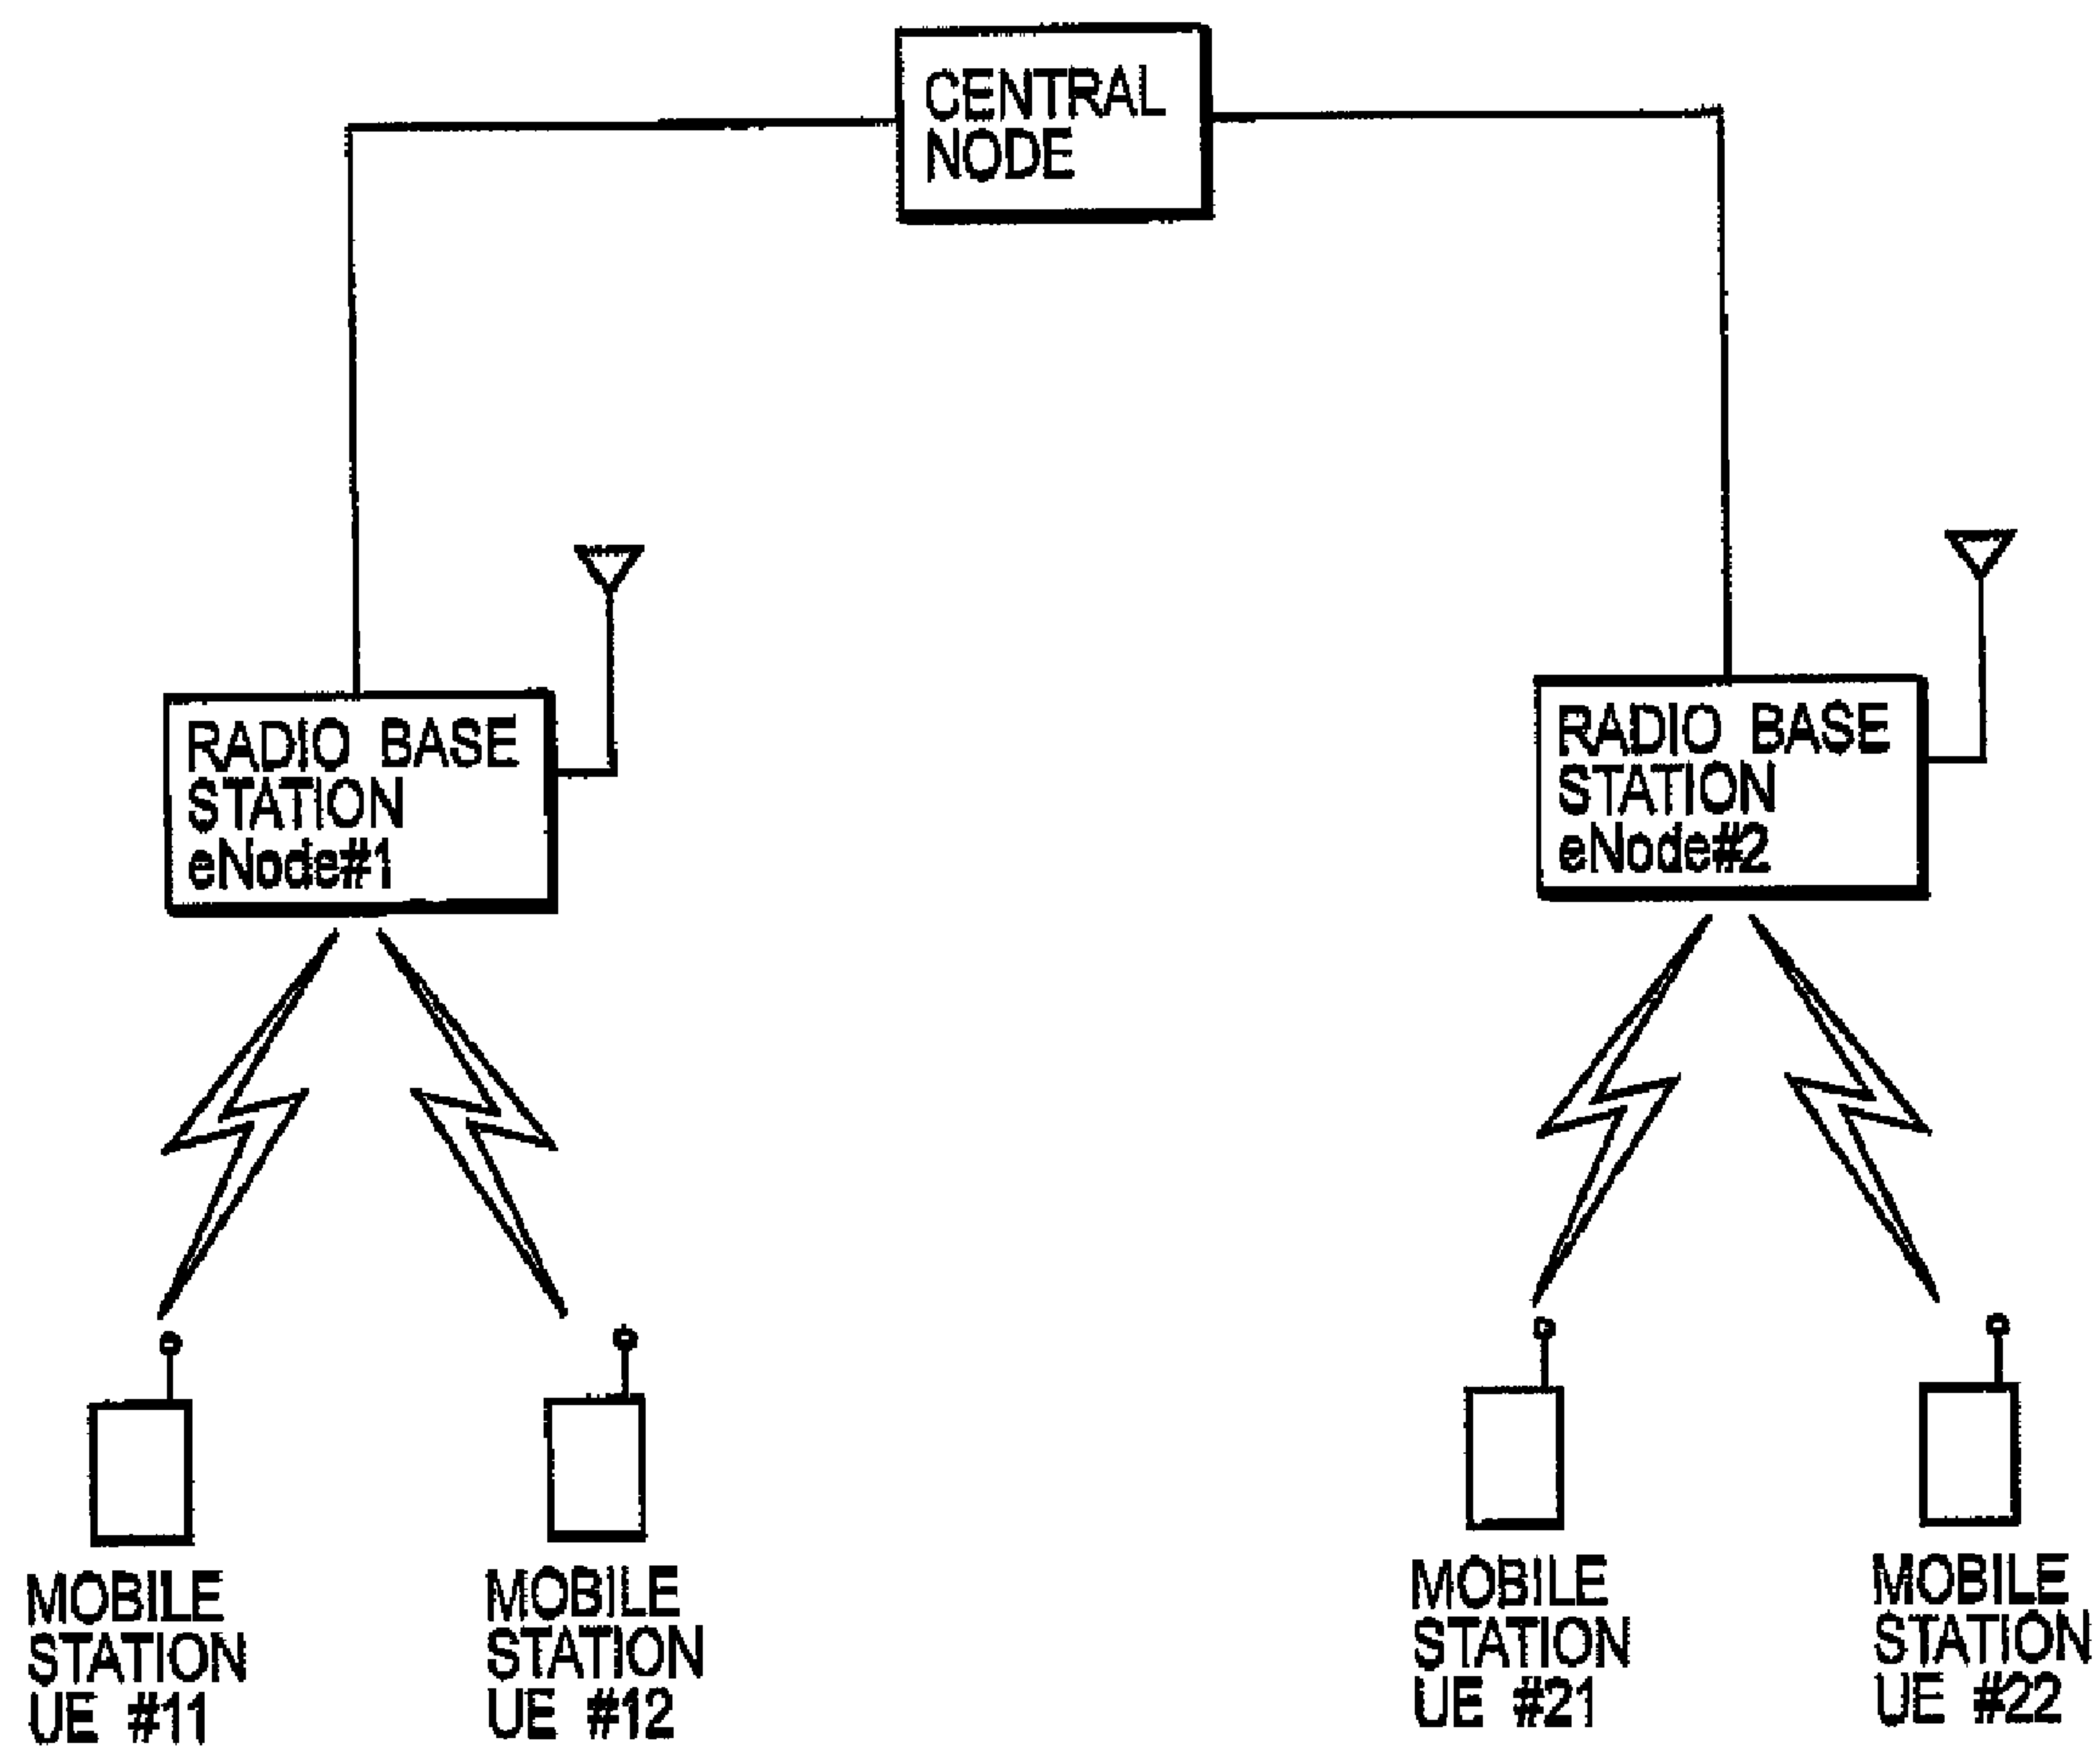 CENTRAL
NODE
RADIO BASE
STATION
eNode#1
RADIO BASE
STATION
eNode#2
MOBILE
STATION
UE #11
MOBILE
STATION
UE #12
MOBILE
STATION
UE #21
MOBILE
STATION
UE #22